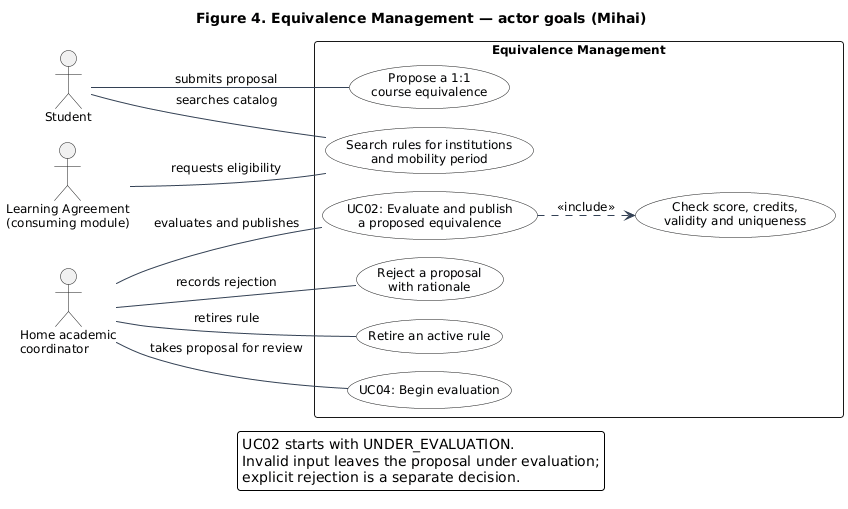 Figure 4. Equivalence Management — actor goals (Mihai)
Equivalence Management
Student
submits proposal
searches catalog
Propose a 1:1
course equivalence
Learning Agreement
(consuming module)
requests eligibility
Search rules for institutions
and mobility period
evaluates and publishes
UC02: Evaluate and publish
a proposed equivalence
«include»
Check score, credits,
validity and uniqueness
Home academic
coordinator
records rejection
Reject a proposal
with rationale
retires rule
Retire an active rule
takes proposal for review
UC04: Begin evaluation
UC02 starts with UNDER_EVALUATION.
Invalid input leaves the proposal under evaluation;
explicit rejection is a separate decision.